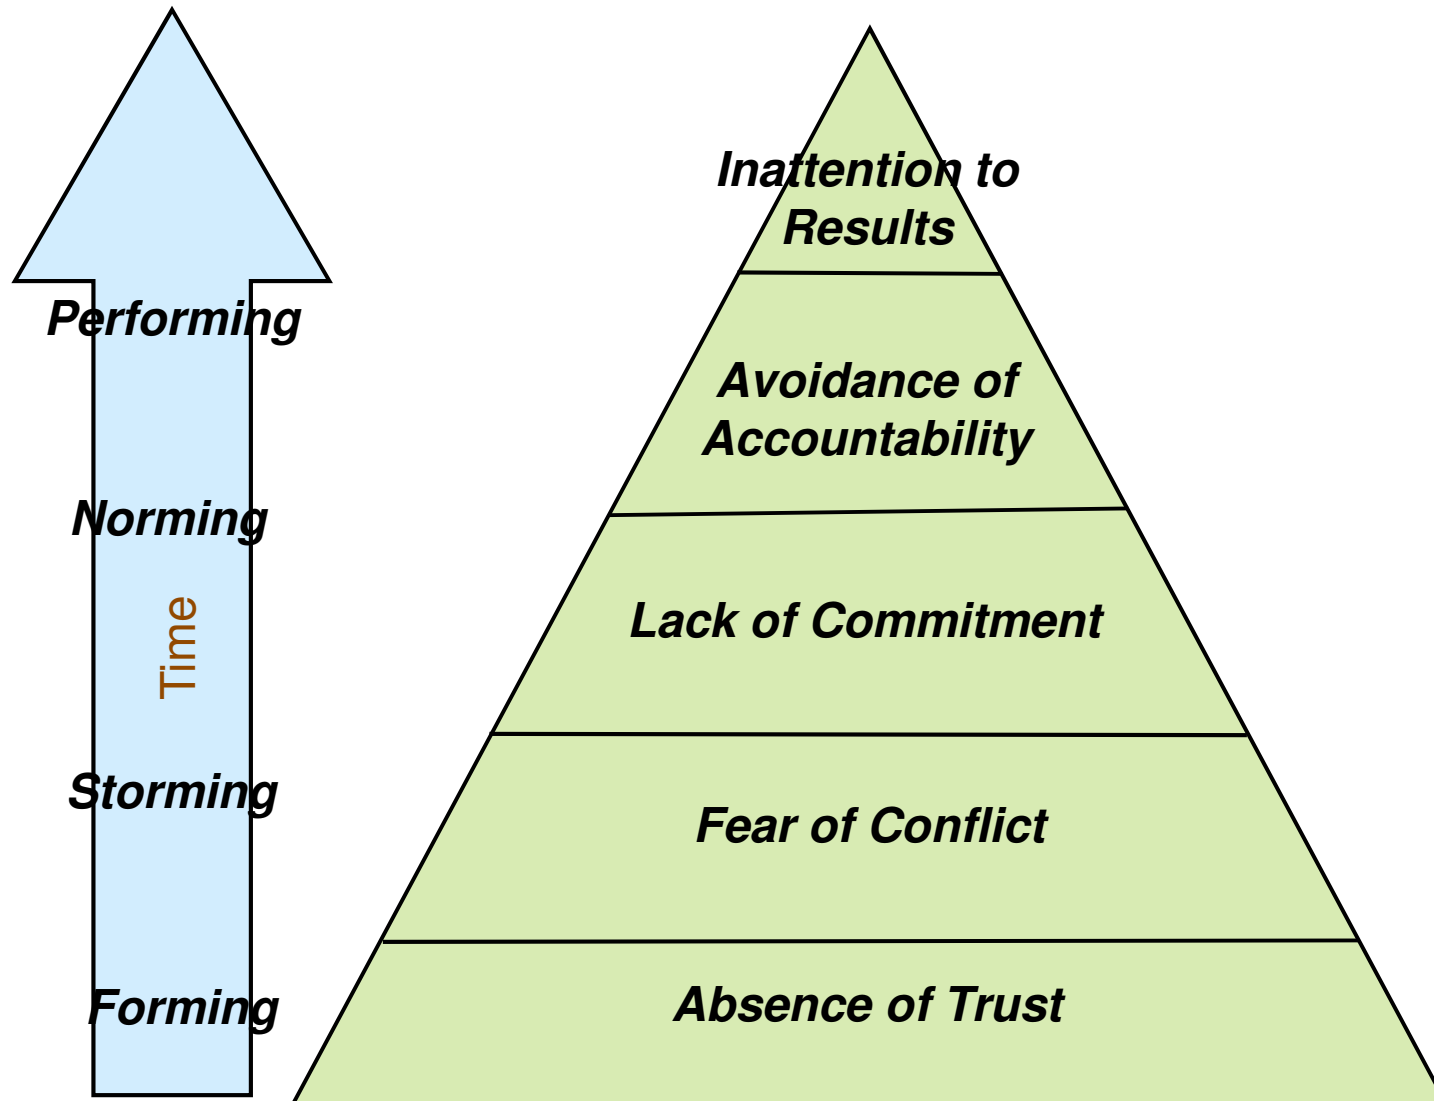 Performing
Norming
Time
Storming
Forming
Inattention to
Results
Avoidance of
Accountability
Lack of Commitment
Fear of Conflict
Absence of Trust